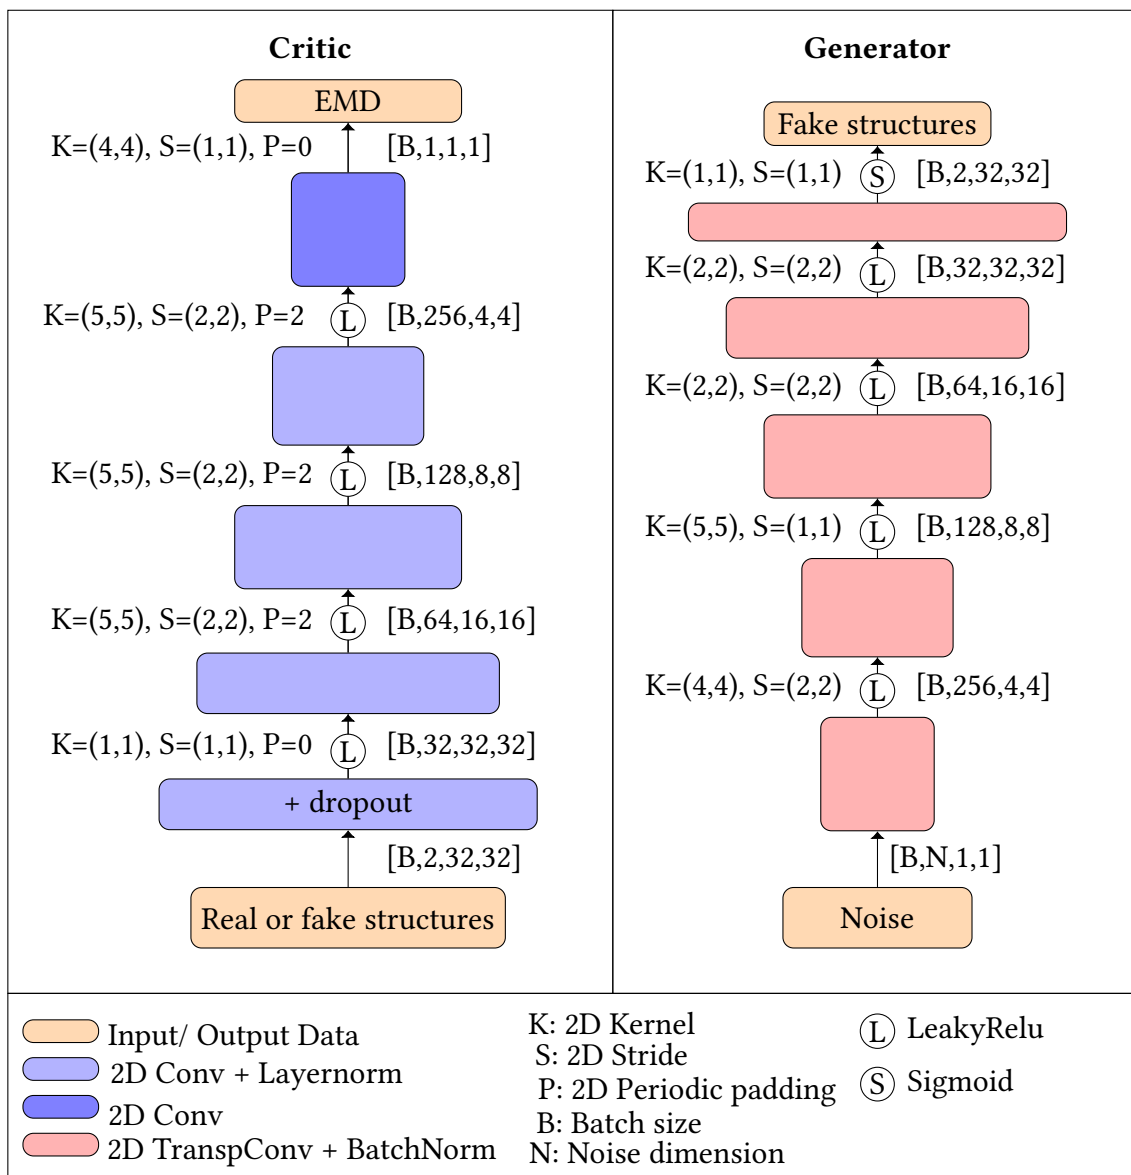 Critic
EMD
K=(4,4), S=(1,1), P=0 [B,1,1,1]
K=(5,5), S=(2,2), P=2 L [B,256,4,4]
K=(5,5), S=(2,2), P=2 L [B,128,8,8]
K=(5,5), S=(2,2), P=2 L [B,64,16,16]
K=(1,1), S=(1,1), P=0 L [B,32,32,32]
+ dropout
[B,2,32,32]
Real or fake structures
Generator
Fake structures
K=(1,1), S=(1,1) S [B,2,32,32]
K=(2,2), S=(2,2) L [B,32,32,32]
K=(2,2), S=(2,2) L [B,64,16,16]
K=(5,5), S=(1,1) L [B,128,8,8]
K=(4,4), S=(2,2) L [B,256,4,4]
[B,N,1,1]
Noise
Input/ Output Data
2D Conv + Layernorm
2D Conv
2D TranspConv + BatchNorm
K: 2D Kernel
S: 2D Stride
P: 2D Periodic padding
B: Batch size
N: Noise dimension
L LeakyRelu
S Sigmoid